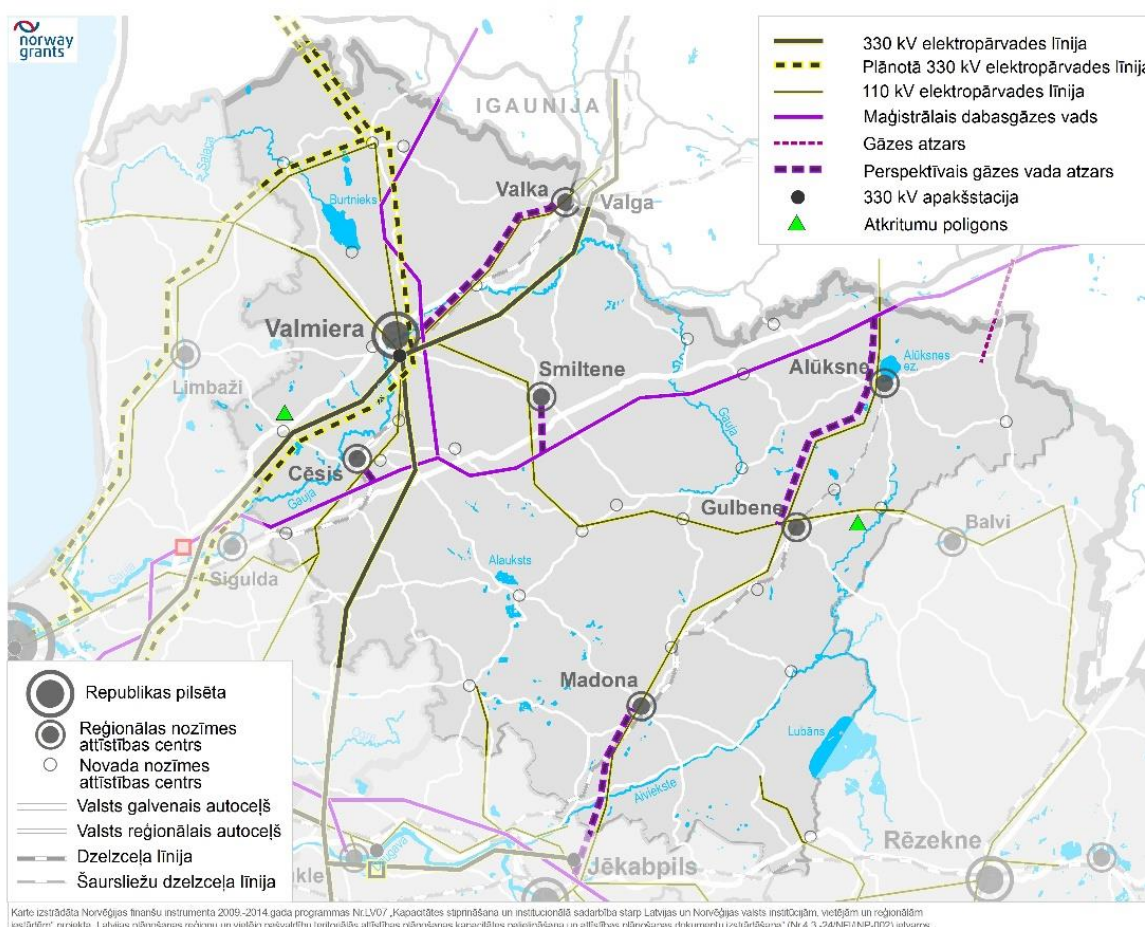 norway
grants
330 kV elektropārvades līnija
Plānotā 330 kV elektropārvades līnija
110 kV elektropārvades līnija
Maģistrālais dabasgāzes vads
Gāzes atzars
Perspektīvais gāzes vada atzars
330 kV apakšstacija
Atkritumu poligons
IGAUNIJA
Salaca
Burtnieks
Valka
Valga
Valmiera
Limbaži
Smiltene
Alūksne
Alūksnes
ez.
Cēsis
Gauja
Gauja
Gulbene
Balvi
Sigulda
Gauja
Alauksts
Madona
Lubāns
Aiviekste
Rēzekne
Jēkabpils
Daugava
Republikas pilsēta
Reģionālas nozīmes
attīstības centrs
Novada nozīmes
attīstības centrs
Valsts galvenais autoceļš
Valsts reģionālais autoceļš
Dzelzceļa līnija
Šaursliežu dzelzceļa līnija
Karte izstrādāta Norvēģijas finanšu instrumenta 2009.-2014.gada programmas Nr.LV07 „Kapacitātes stiprināšana un institucionālā sadarbība starp Latvijas un Norvēģijas valsts institūcijām, vietējām un reģionālām